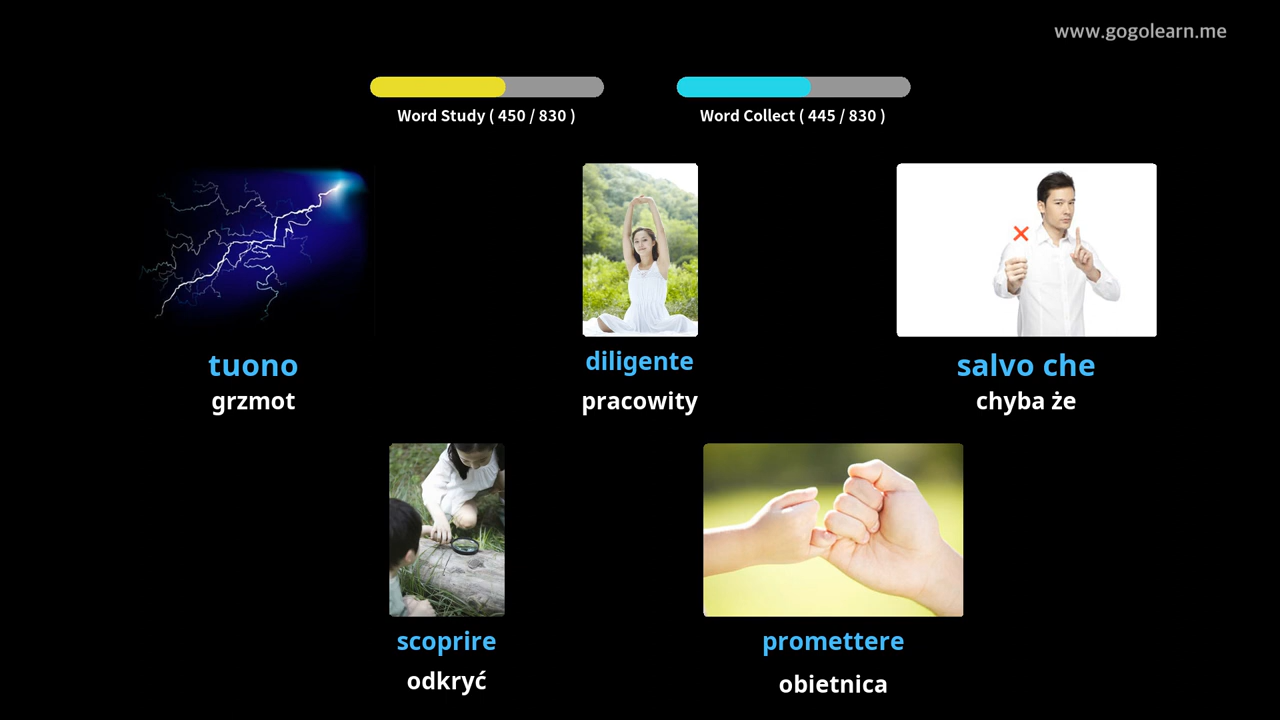 www.gogolearn.me
Word Study ( 450 / 830 )
Word Collect ( 445 / 830 )
tuono
grzmot
diligente
pracowity
salvo che
chyba że
scoprire
odkryć
promettere
obietnica